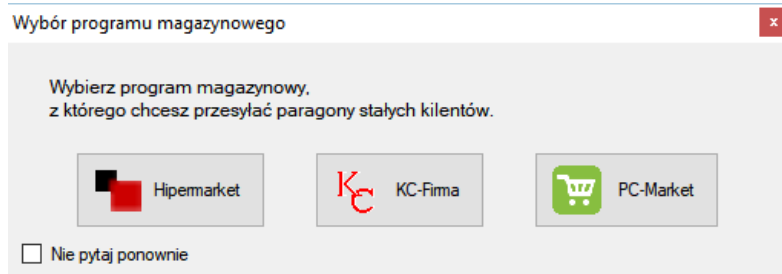 Wybór programu magazynowego
x
Wybierz program magazynowy,
z którego chcesz przesyłać paragony stałych kilentów.
Hipermarket KC KC-Firma PC-Market
Nie pytaj ponownie